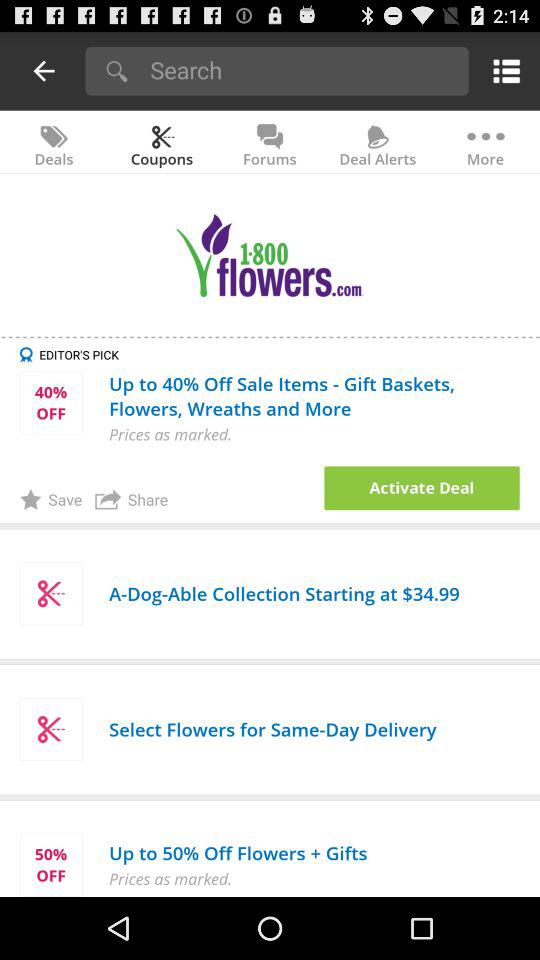 2:14
Search
Deals
Coupons
Forums
Deal Alerts
More
1·800
flowers.com
EDITOR'S PICK
40%
OFF
Up to 40% Off Sale Items - Gift Baskets,
Flowers, Wreaths and More
Prices as marked.
Save
Share
Activate Deal
A-Dog-Able Collection Starting at $34.99
Select Flowers for Same-Day Delivery
50%
OFF
Up to 50% Off Flowers + Gifts
Prices as marked.